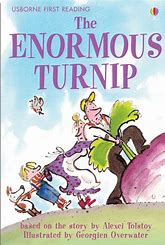 USBORNE FIRST READING
The
ENORMOUS
TURNIP
based on the story by Alexei Tolstoy
Illustrated by Georgien Overwater